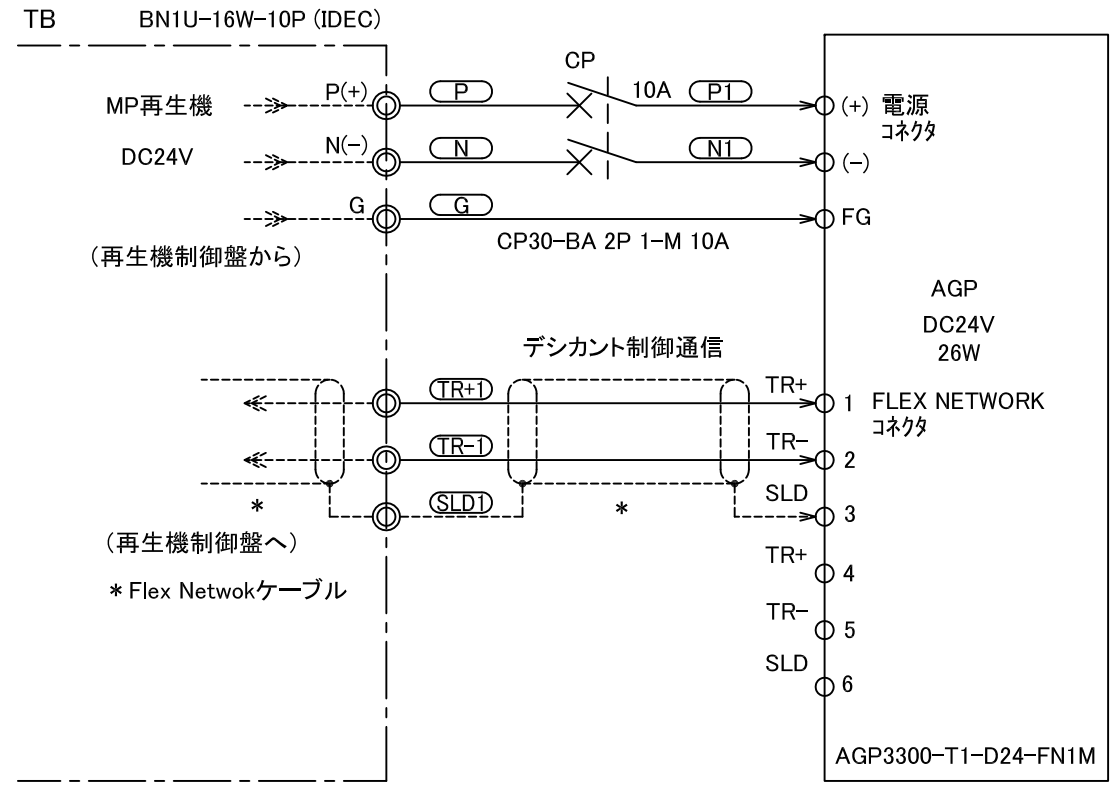 TB
BN1U-16W-10P (IDEC)
MP再生機
DC24V
P(+)
N(-)
G
(再生機制御盤から)
P
N
G
CP
10A
P1
N1
CP30-BA 2P 1-M 10A
(+)
電源
コネクタ
(-)
FG
AGP
DC24V
26W
デシカント制御通信
TR+1
TR-1
SLD1
*
*
(再生機制御盤へ)
* Flex Netwokケーブル
TR+
1
FLEX NETWORK
コネクタ
TR-
2
SLD
3
TR+
4
TR-
5
SLD
6
AGP3300-T1-D24-FN1M